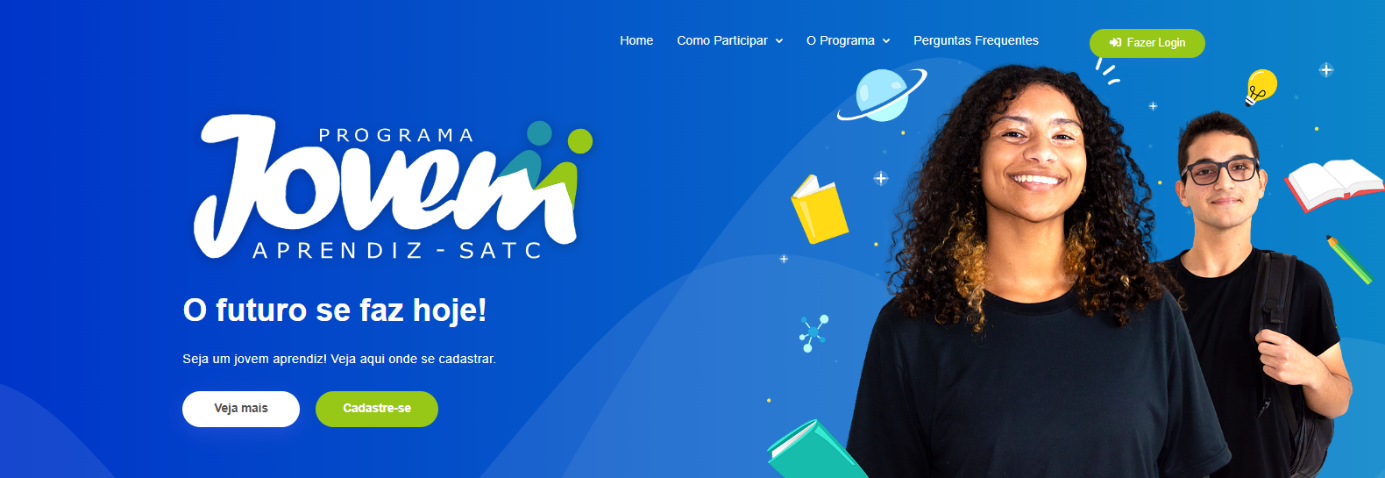 Home Como Participar O Programa Perguntas Frequentes Fazer Login
PROGRAMA
Jovem
APRENDIZ - SATC
O futuro se faz hoje!
Seja um jovem aprendiz! Veja aqui onde se cadastrar.
Veja mais Cadastre-se